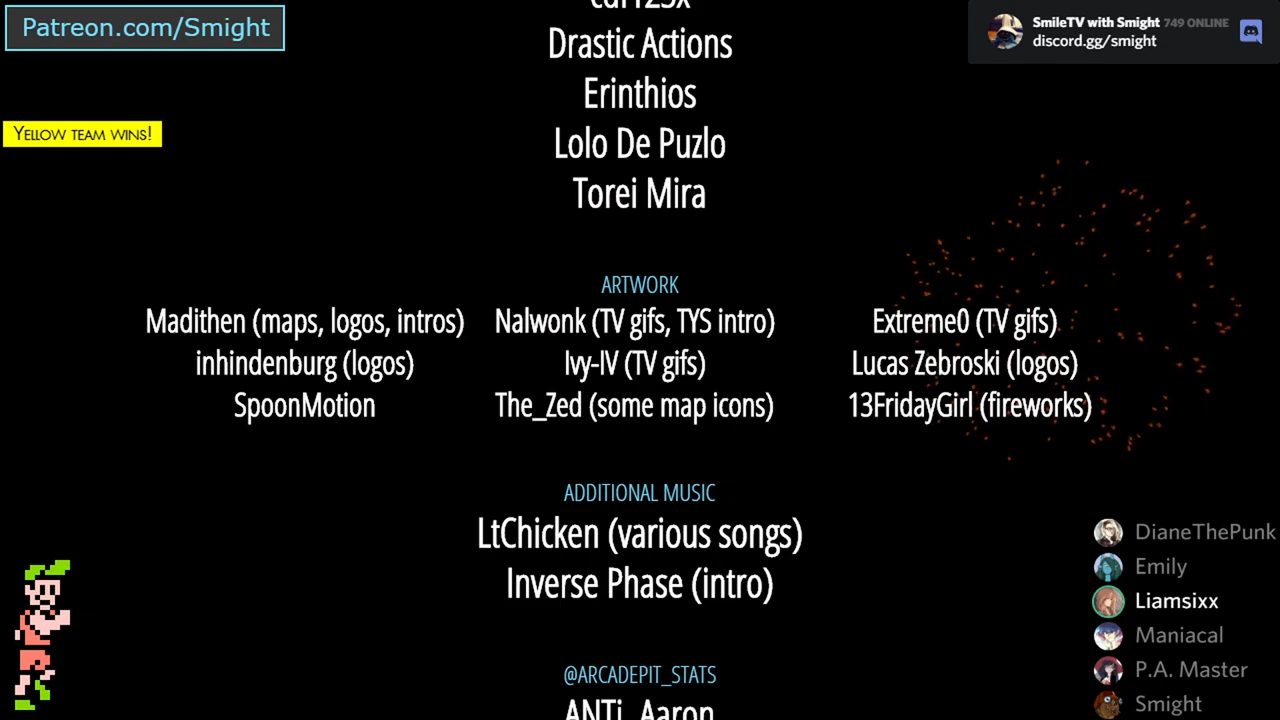 Patreon.com/Smight
SmileTV with Smight 749 ONLINE
discord.gg/smight
Drastic Actions
Erinthios
YELLOW TEAM WINS!
Lolo De Puzlo
Torei Mira
ARTWORK
Madithen (maps, logos, intros) Nalwonk (TV gifs, TYS intro) Extreme0 (TV gifs)
inhindenburg (logos) Ivy-IV (TV gifs) Lucas Zebroski (logos)
SpoonMotion The_Zed (some map icons) 13FridayGirl (fireworks)
ADDITIONAL MUSIC
LtChicken (various songs)
Inverse Phase (intro)
@ARCADEPIT_STATS
ANTi_Aaron
DianeThePunk
Emily
Liamsixx
Maniacal
P.A. Master
Smight